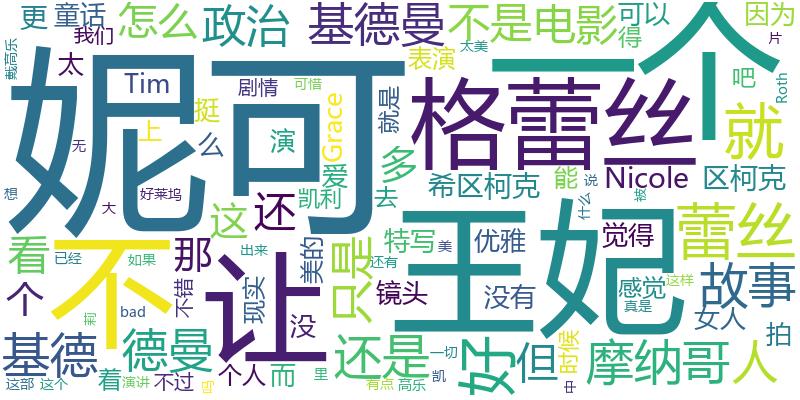 更 童话 怎么 政治 基德曼 不是 电影 可以 因为
我们 得 片
戴高乐 太 Tim 剧情 可惜 表演 太美 吧
妮可 一个
挺 就是 格蕾丝 Roth
上 Grace 就
无 么 演
想 好莱坞 爱 多 希区柯克 能 说 Nicole 区柯克
大 还 凯利 去 什么 被
看 那 这 美的 只是 特写 美 优雅 王妃 觉得 蕾丝
已经 如果 不 出来 让 还有 感觉 这样
个 不错 现实 没 镜头 没有 真是 故事
荆 bad 女人 拍
基德 德曼 还是 一切 好 但 时候 摩纳哥 人
这部 这个 着 演讲 不过 个人 而 里 有点 高乐 凯 中